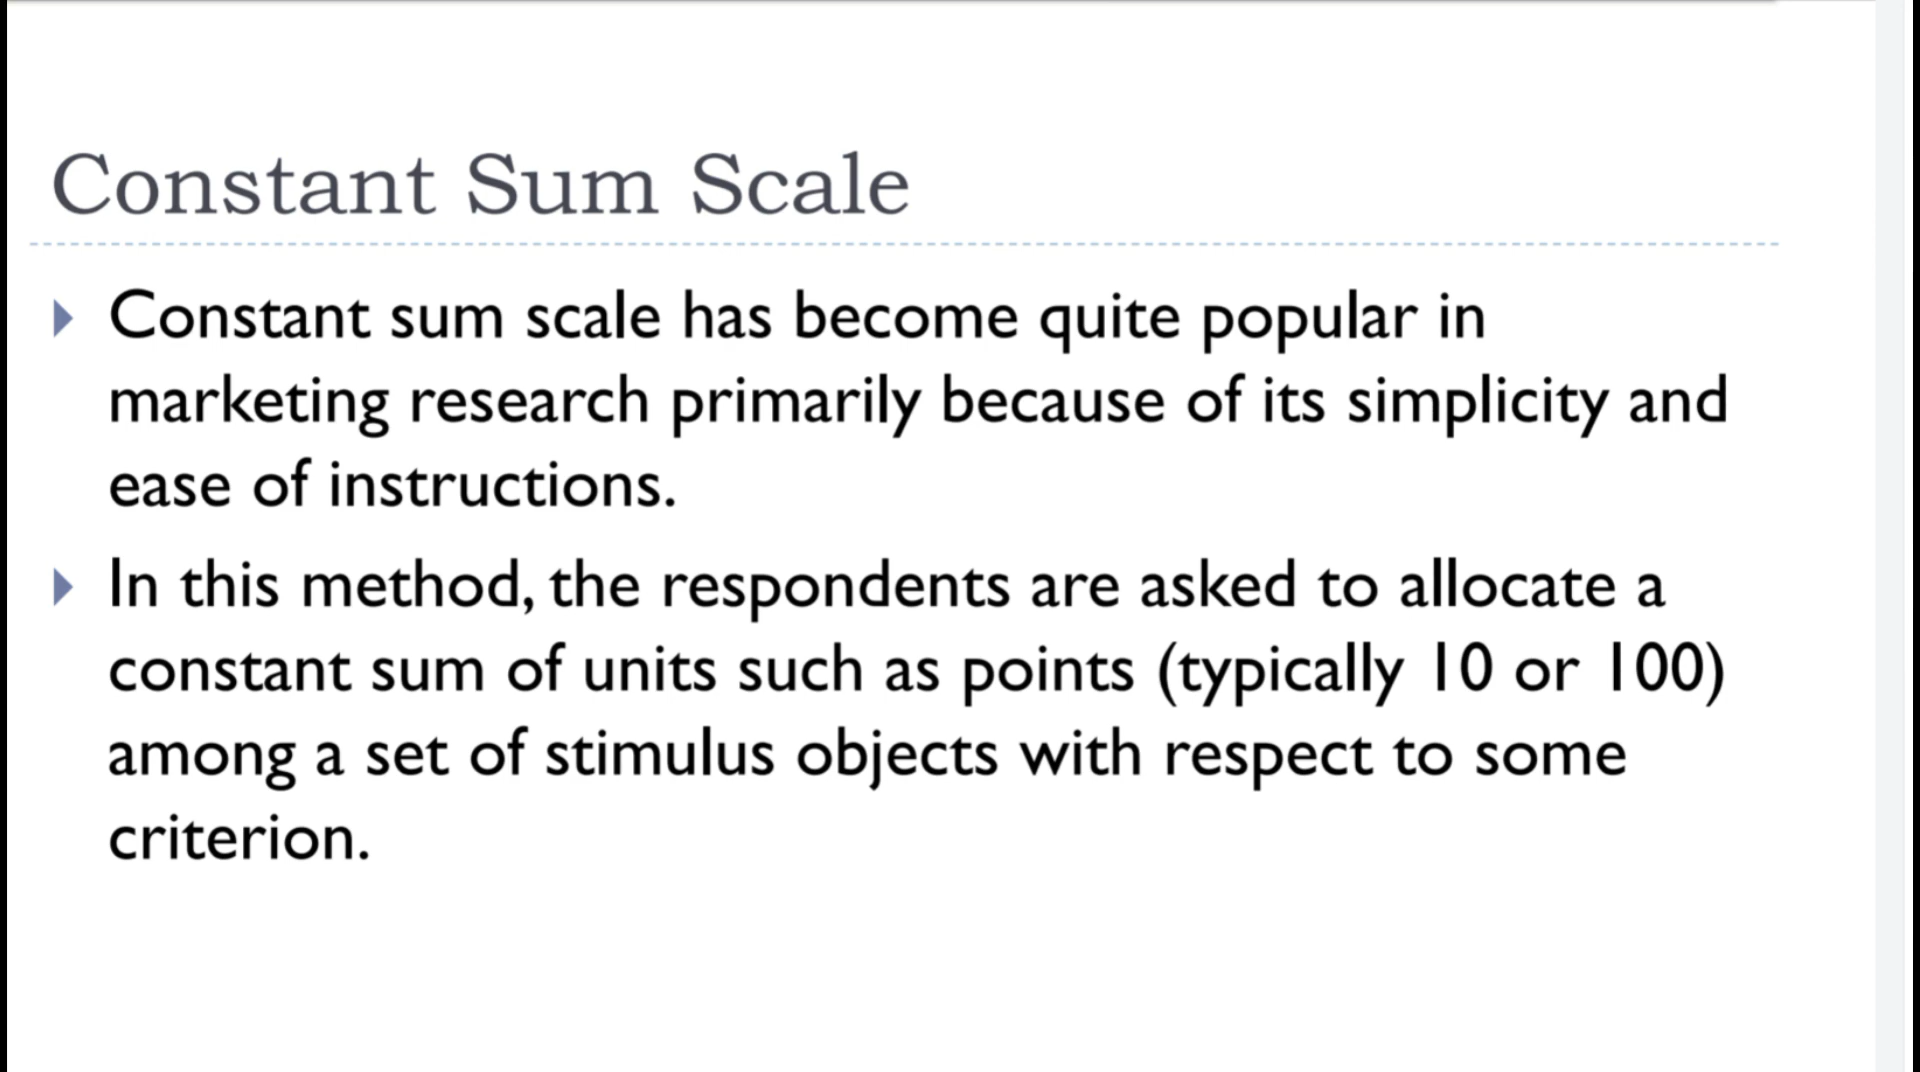 Constant Sum Scale
Constant sum scale has become quite popular in
marketing research primarily because of its simplicity and
ease of instructions.
In this method, the respondents are asked to allocate a
constant sum of units such as points (typically 10 or 100)
among a set of stimulus objects with respect to some
criterion.